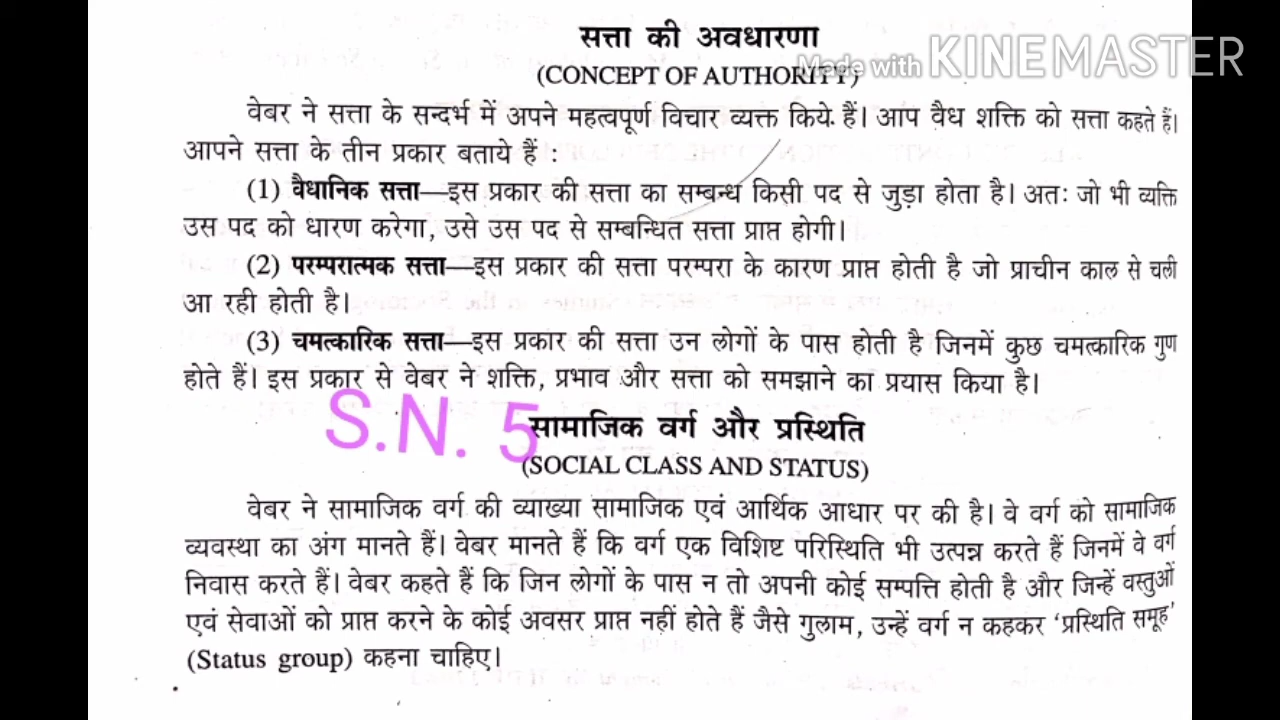 सत्ता की अवधारणा
Made with KINEMASTER
(CONCEPT OF AUTHORITY)
वेबर ने सत्ता के सन्दर्भ में अपने महत्वपूर्ण विचार व्यक्त किये हैं। आप वैध शक्ति को सत्ता कहते हैं।
आपने सत्ता के तीन प्रकार बताये हैं :
(1) वैधानिक सत्ता—इस प्रकार की सत्ता का सम्बन्ध किसी पद से जुड़ा होता है। अतः जो भी व्यक्ति
उस पद को धारण करेगा, उसे उस पद से सम्बन्धित सत्ता प्राप्त होगी।
(2) परम्परात्मक सत्ता—इस प्रकार की सत्ता परम्परा के कारण प्राप्त होती है जो प्राचीन काल से चली
आ रही होती है।
(3) चमत्कारिक सत्ता—इस प्रकार की सत्ता उन लोगों के पास होती है जिनमें कुछ चमत्कारिक गुण
होते हैं। इस प्रकार से वेबर ने शक्ति, प्रभाव और सत्ता को समझाने का प्रयास किया है।
S.N. 5
सामाजिक वर्ग और प्रस्थिति
(SOCIAL CLASS AND STATUS)
वेबर ने सामाजिक वर्ग की व्याख्या सामाजिक एवं आर्थिक आधार पर की है। वे वर्ग को सामाजिक
व्यवस्था का अंग मानते हैं। वेबर मानते हैं कि वर्ग एक विशिष्ट परिस्थिति भी उत्पन्न करते हैं जिनमें वे वर्ग
निवास करते हैं। वेबर कहते हैं कि जिन लोगों के पास न तो अपनी कोई सम्पत्ति होती है और जिन्हें वस्तुओं
एवं सेवाओं को प्राप्त करने के कोई अवसर प्राप्त नहीं होते हैं जैसे गुलाम, उन्हें वर्ग न कहकर ‘प्रस्थिति समूह’
(Status group) कहना चाहिए।